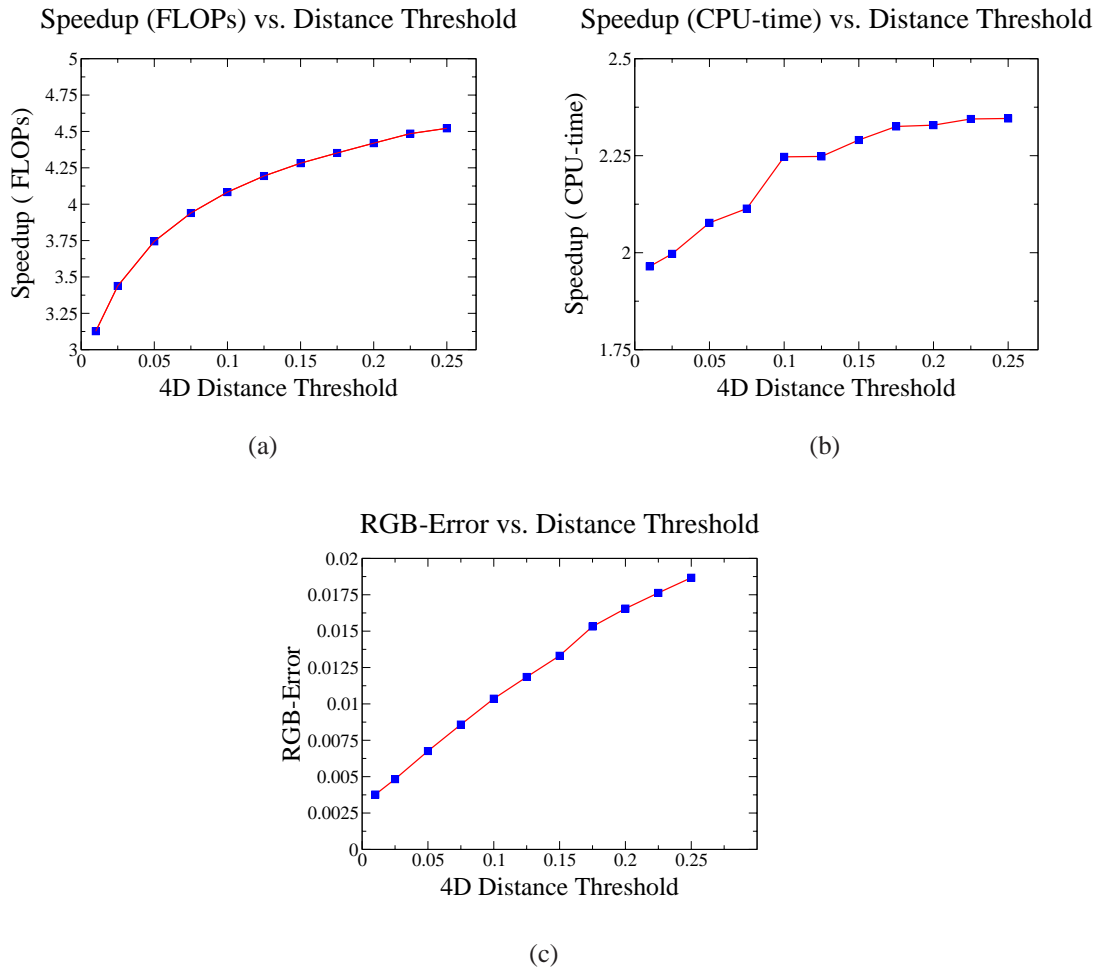 Speedup (FLOPs) vs. Distance Threshold
5
4.75
4.5
4.25
4
3.75
3.5
3.25
3
Speedup ( FLOPs)
0 0.05 0.1 0.15 0.2 0.25
4D Distance Threshold
(a)
Speedup (CPU-time) vs. Distance Threshold
2.5
2.25
2
1.75
Speedup ( CPU-time)
0 0.05 0.1 0.15 0.2 0.25
4D Distance Threshold
(b)
RGB-Error vs. Distance Threshold
0.02
0.0175
0.015
0.0125
0.01
0.0075
0.005
0.0025
0
RGB-Error
0 0.05 0.1 0.15 0.2 0.25
4D Distance Threshold
(c)